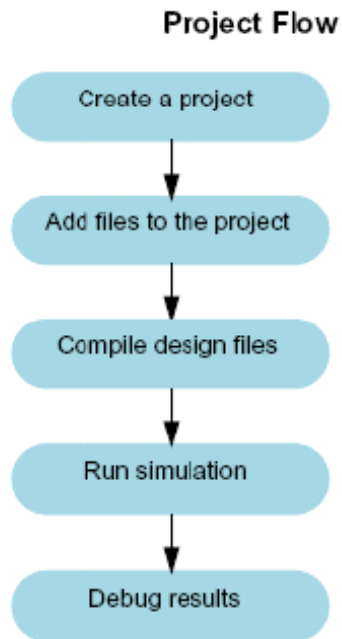 Project Flow
Create a project
Add files to the project
Compile design files
Run simulation
Debug results